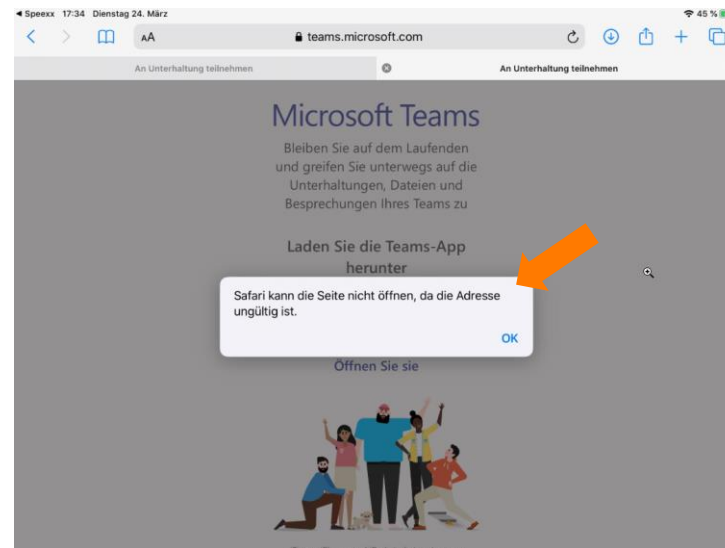 Speexx 17:34 Dienstag 24. März 45 %
AA teams.microsoft.com
An Unterhaltung teilnehmen An Unterhaltung teilnehmen
Microsoft Teams
Bleiben Sie auf dem Laufenden
und greifen Sie unterwegs auf die
Unterhaltungen, Dateien und
Besprechungen Ihres Teams zu
Laden Sie die Teams-App
herunter
Safari kann die Seite nicht öffnen, da die Adresse
ungültig ist.
OK
Öffnen Sie sie